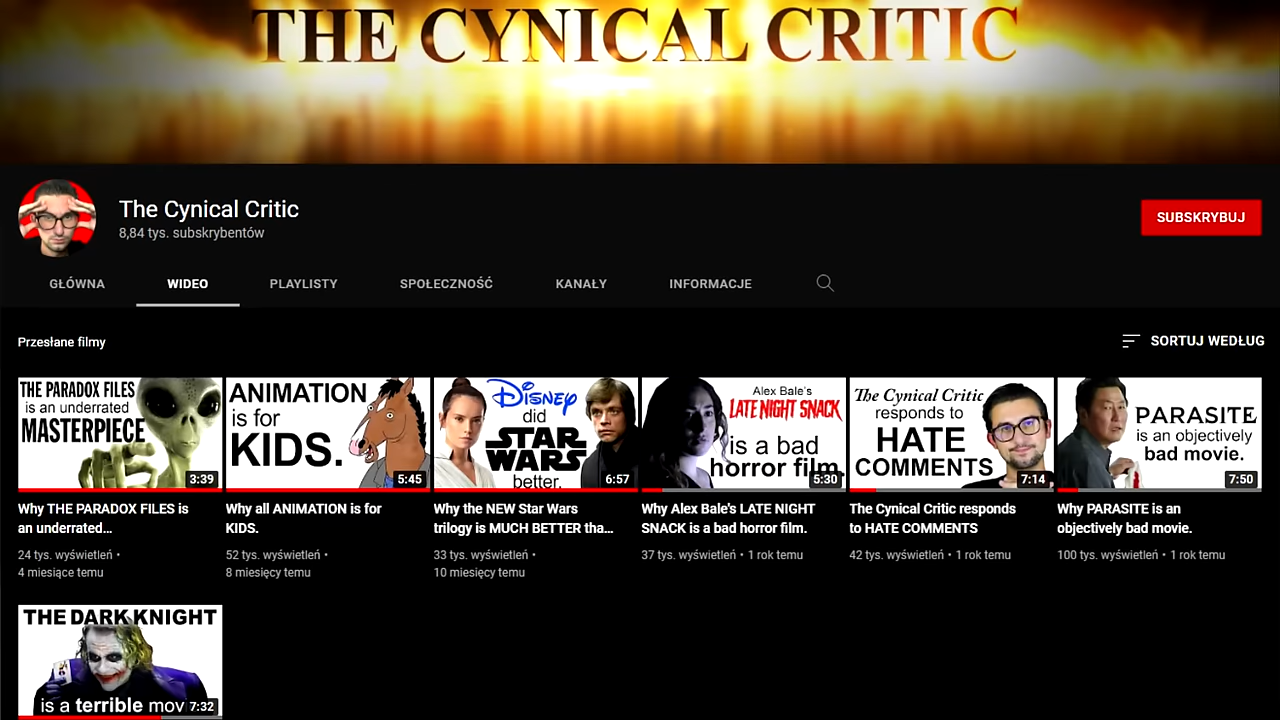 THE CYNICAL CRITIC
The Cynical Critic
8,84 tys. subskrybentów
SUBSKRYBUJ
GŁÓWNA WIDEO PLAYLISTY SPOŁECZNOŚĆ KANAŁY INFORMACJE
Przesłane filmy
SORTUJ WEDŁUG
THE PARADOX FILES
is an underrated
MASTERPIECE
3:39
Why THE PARADOX FILES is
an underrated...
24 tys. wyświetleń •
4 miesiące temu
ANIMATION
is for
KIDS.
5:45
Why all ANIMATION is for
KIDS.
52 tys. wyświetleń •
8 miesięcy temu
Disney
did
STAR
WARS
better.
6:57
Why the NEW Star Wars
trilogy is MUCH BETTER tha...
33 tys. wyświetleń •
10 miesięcy temu
Alex Bale's
LATE NIGHT SNACK
is a bad
horror film.
5:30
Why Alex Bale's LATE NIGHT
SNACK is a bad horror film.
37 tys. wyświetleń • 1 rok temu
The Cynical Critic
responds to
HATE
COMMENTS
7:14
The Cynical Critic responds
to HATE COMMENTS
42 tys. wyświetleń • 1 rok temu
PARASITE
is an objectively
bad movie.
7:50
Why PARASITE is an
objectively bad movie.
100 tys. wyświetleń • 1 rok temu
THE DARK KNIGHT
is a terrible mov
7:32